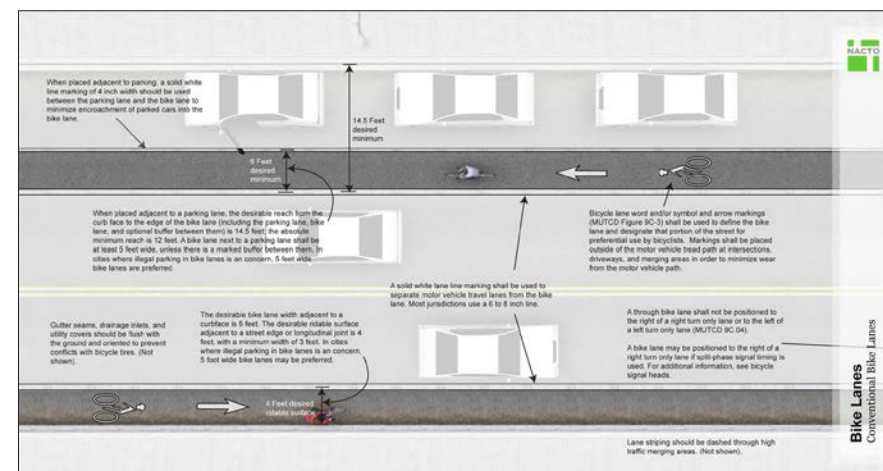 NACTO
When placed adjacent to parking, a solid white
line marking of 4 inch width should be used
between the parking lane and the bike lane to
minimize encroachment of parked cars into the
bike lane.
14.5 Feet
desired
minimum
6 Feet
desired
minimum
When placed adjacent to a parking lane, the desirable reach from the
curb face to the edge of the bike lane (including the parking lane, bike
lane, and optional buffer between them) is 14.5 feet; the absolute
minimum reach is 12 feet. A bike lane next to a parking lane shall be
at least 5 feet wide, unless there is a marked buffer between them. In
cities where illegal parking in bike lanes is an concern, 5 feet wide
bike lanes are preferred.
Bicycle lane word and/or symbol and arrow markings
(MUTCD Figure 9C-3) shall be used to define the bike
lane and designate that portion of the street for
preferential use by bicyclists. Markings shall be placed
outside of the motor vehicle tread path at intersections,
driveways, and merging areas in order to minimize wear
from the motor vehicle path.
A solid white lane line marking shall be used to
separate motor vehicle travel lanes from the bike
lane. Most jurisdictions use a 6 to 8 inch line.
Gutter seams, drainage inlets, and
utility covers should be flush with
the ground and oriented to prevent
conflicts with bicycle tires. (Not
shown).
The desirable bike lane width adjacent to a
curbface is 6 feet. The desirable ridable surface
adjacent to a street edge or longitudinal joint is 4
feet, with a minimum width of 3 feet. In cities
where illegal parking in bike lanes is an concern,
5 foot wide bike lanes may be preferred.
A through bike lane shall not be positioned to
the right of a right turn only lane or to the left of
a left turn only lane (MUTCD 9C.04).
A bike lane may be positioned to the right of a
right turn only lane if split-phase signal timing is
used. For additional information, see bicycle
signal heads.
4 Feet desired
ridable surface
Lane striping should be dashed through high
traffic merging areas. (Not shown).
Bike Lanes
Conventional Bike Lanes